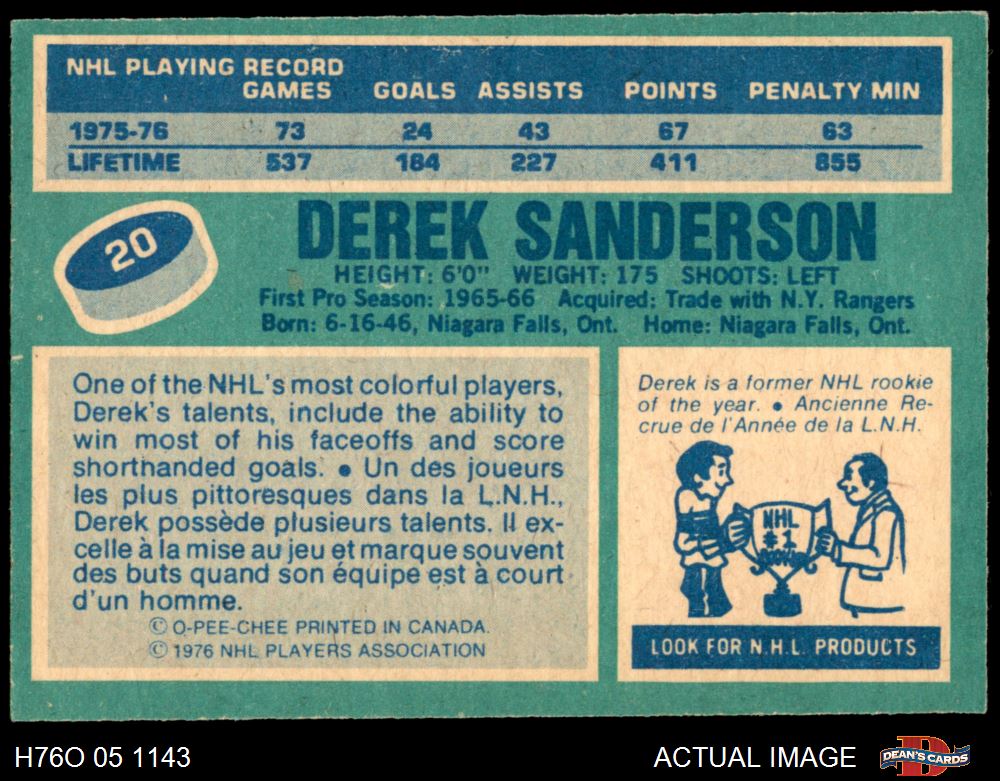 NHL PLAYING RECORD
GAMES GOALS ASSISTS POINTS PENALTY MIN
1975-76 73 24 43 67 63
LIFETIME 537 184 227 411 855
20
DEREK SANDERSON
HEIGHT: 6'0" WEIGHT: 175 SHOOTS: LEFT
First Pro Season: 1965-66 Acquired: Trade with N.Y. Rangers
Born: 6-16-46, Niagara Falls, Ont. Home: Niagara Falls, Ont.
One of the NHL's most colorful players,
Derek's talents, include the ability to
win most of his faceoffs and score
shorthanded goals. ● Un des joueurs
les plus pittoresques dans la L.N.H.,
Derek possède plusieurs talents. Il ex-
celle à la mise au jeu et marque souvent
des buts quand son équipe est à court
d'un homme.
© O-PEE-CHEE PRINTED IN CANADA.
© 1976 NHL PLAYERS ASSOCIATION
Derek is a former NHL rookie
of the year. ● Ancienne Re-
crue de l'Année de la L.N.H.
NHL
#1
LOOK FOR N.H.L. PRODUCTS
H76O 05 1143 ACTUAL IMAGE DEAN'S CARDS